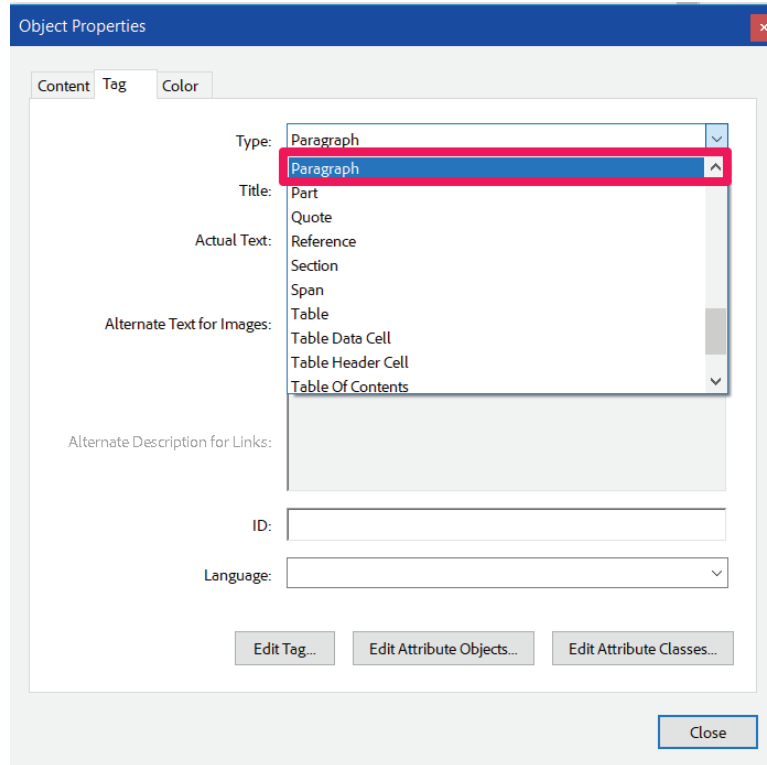 Object Properties
Content Tag Color
Type: Paragraph
Paragraph
Title:
Part
Quote
Actual Text:
Reference
Section
Span
Table
Alternate Text for Images:
Table Data Cell
Table Header Cell
Table Of Contents
Alternate Description for Links:
ID:
Language:
Edit Tag... Edit Attribute Objects... Edit Attribute Classes...
Close